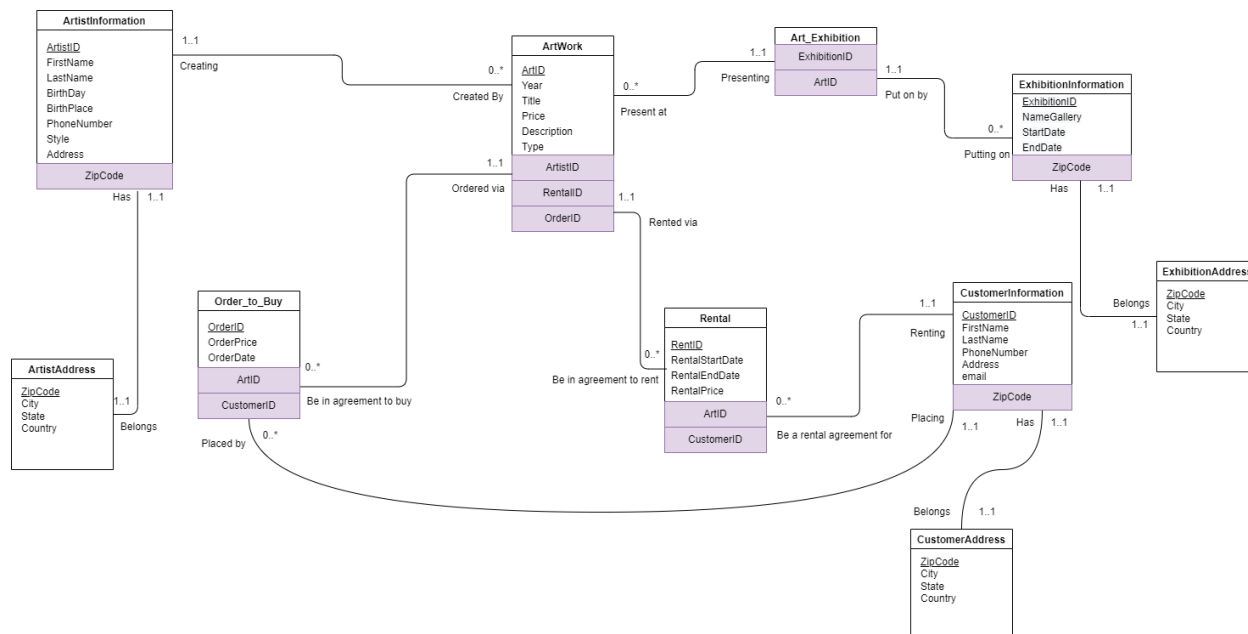 ArtistInformation
ArtistID
FirstName
LastName
BirthDay
BirthPlace
PhoneNumber
Style
Address
ZipCode
1..1
Creating
0..*
Created By
ArtWork
ArtID
Year
Title
Price
Description
Type
ArtistID
RentalID
OrderID
0..*
Present at
1..1
Presenting
Art_Exhibition
ExhibitionID
ArtID
1..1
Put on by
0..*
Putting on
ExhibitionInformation
ExhibitionID
NameGallery
StartDate
EndDate
ZipCode
Has
1..1
Belongs
1..1
ExhibitionAddress
ZipCode
City
State
Country
Has
1..1
1..1
Belongs
ArtistAddress
ZipCode
City
State
Country
1..1
Ordered via
1..1
Rented via
Order_to_Buy
OrderID
OrderPrice
OrderDate
ArtID
CustomerID
0..*
Be in agreement to buy
Placed by
0..*
Rental
RentID
RentalStartDate
RentalEndDate
RentalPrice
ArtID
CustomerID
0..*
Be in agreement to rent
0..*
Be a rental agreement for
1..1
Renting
CustomerInformation
CustomerID
FirstName
LastName
PhoneNumber
Address
email
ZipCode
Placing
1..1
Has
1..1
Belongs
1..1
CustomerAddress
ZipCode
City
State
Country